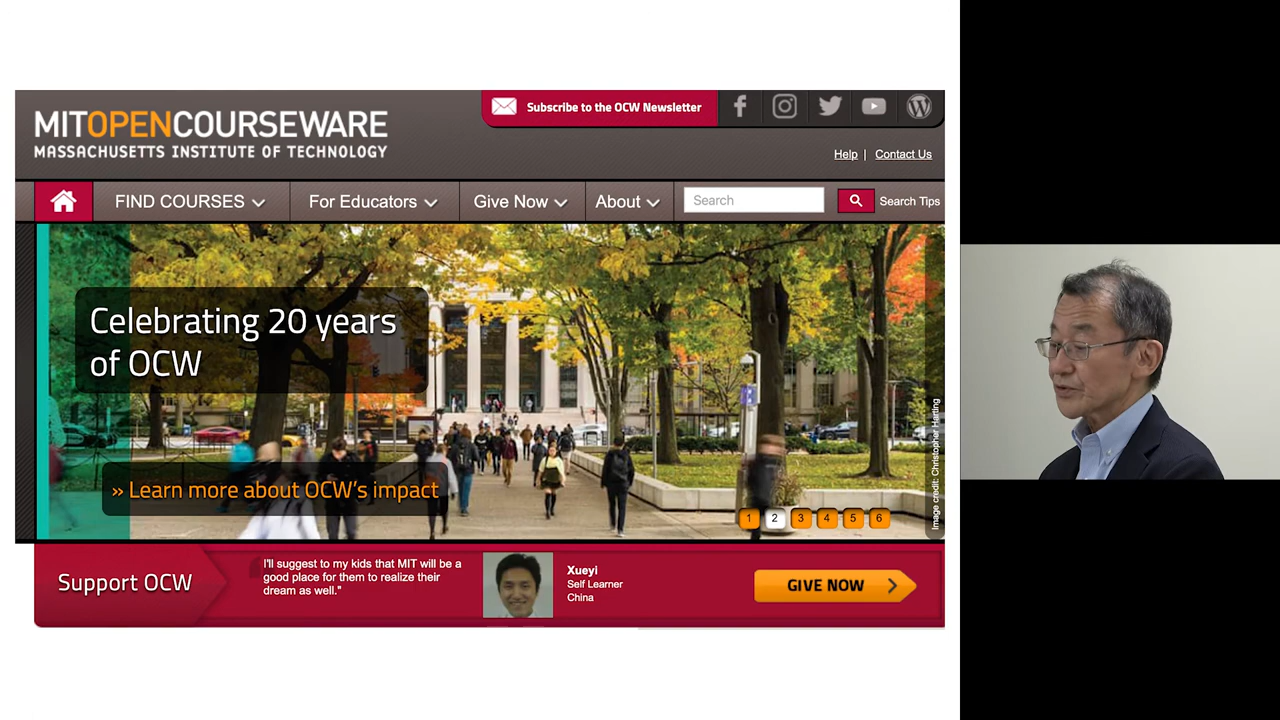 MITOPENCOURSEWARE
MASSACHUSETTS INSTITUTE OF TECHNOLOGY
Subscribe to the OCW Newsletter
Help | Contact Us
FIND COURSES
For Educators
Give Now
About
Search
Search Tips
Celebrating 20 years
of OCW
» Learn more about OCW's impact
Image credit: Christopher Harting
1 2 3 4 5 6
Support OCW
"I'll suggest to my kids that MIT will be a
good place for them to realize their
dream as well."
Xueyi
Self Learner
China
GIVE NOW